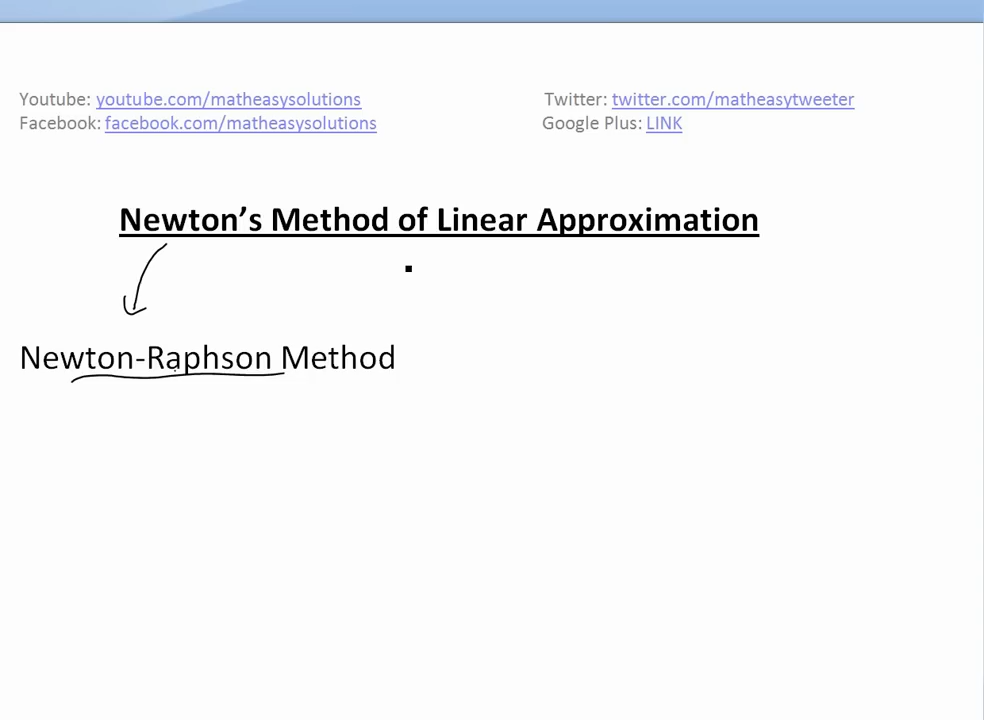 Youtube: youtube.com/matheasysolutions Twitter: twitter.com/matheasytweeter
Facebook: facebook.com/matheasysolutions Google Plus: LINK
Newton’s Method of Linear Approximation
Newton-Raphson Method